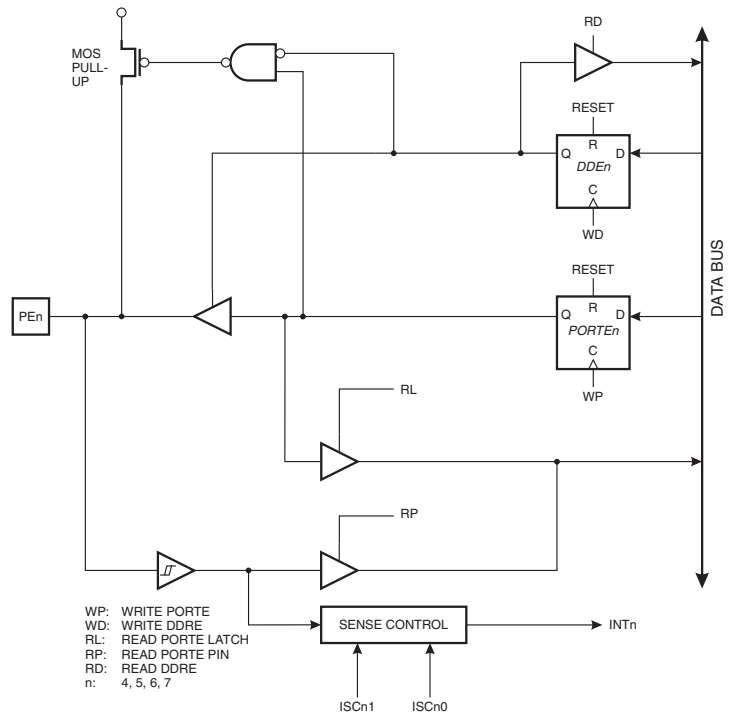 RD
MOS
PULL-
UP
RESET
R
Q
D
DDEn
C
WD
DATA BUS
RESET
PEn
R
Q
D
PORTEn
C
WP
RL
RP
WP: WRITE PORTE
WD: WRITE DDRE
RL: READ PORTE LATCH
RP: READ PORTE PIN
RD: READ DDRE
n: 4, 5, 6, 7
SENSE CONTROL
INTn
ISCn1
ISCn0